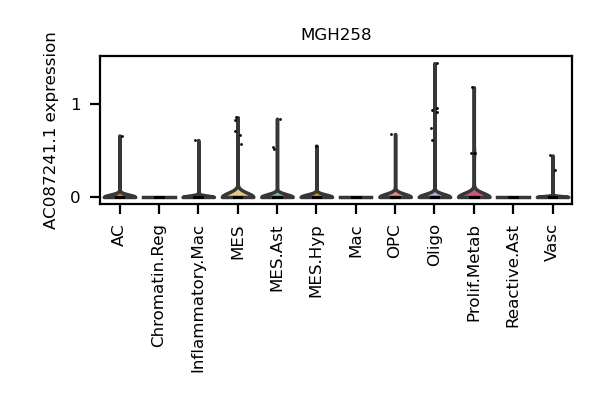 MGH258
AC087241.1 expression
1
0
AC
Chromatin.Reg
Inflammatory.Mac
MES
MES.Ast
MES.Hyp
Mac
OPC
Oligo
Prolif.Metab
Reactive.Ast
Vasc